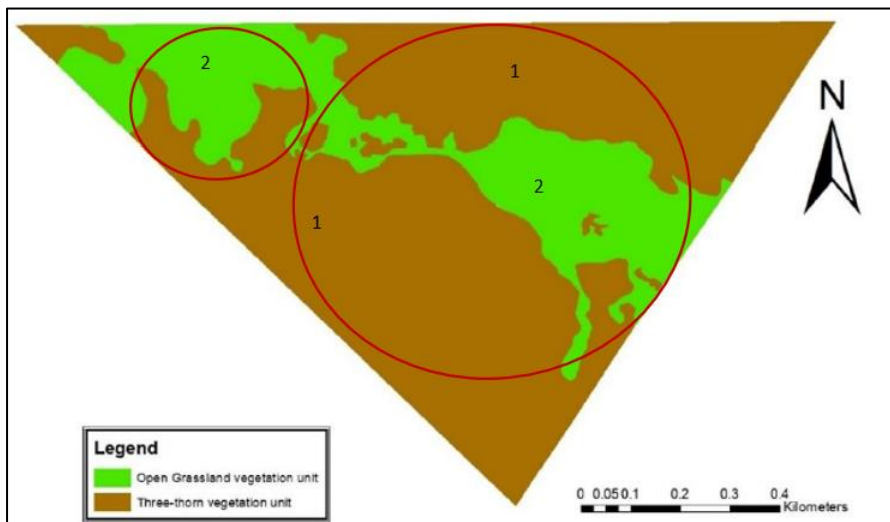 2
1
N
2
1
Legend
Open Grassland vegetation unit
Three-thorn vegetation unit
0 0.05 0.1 0.2 0.3 0.4
Kilometers